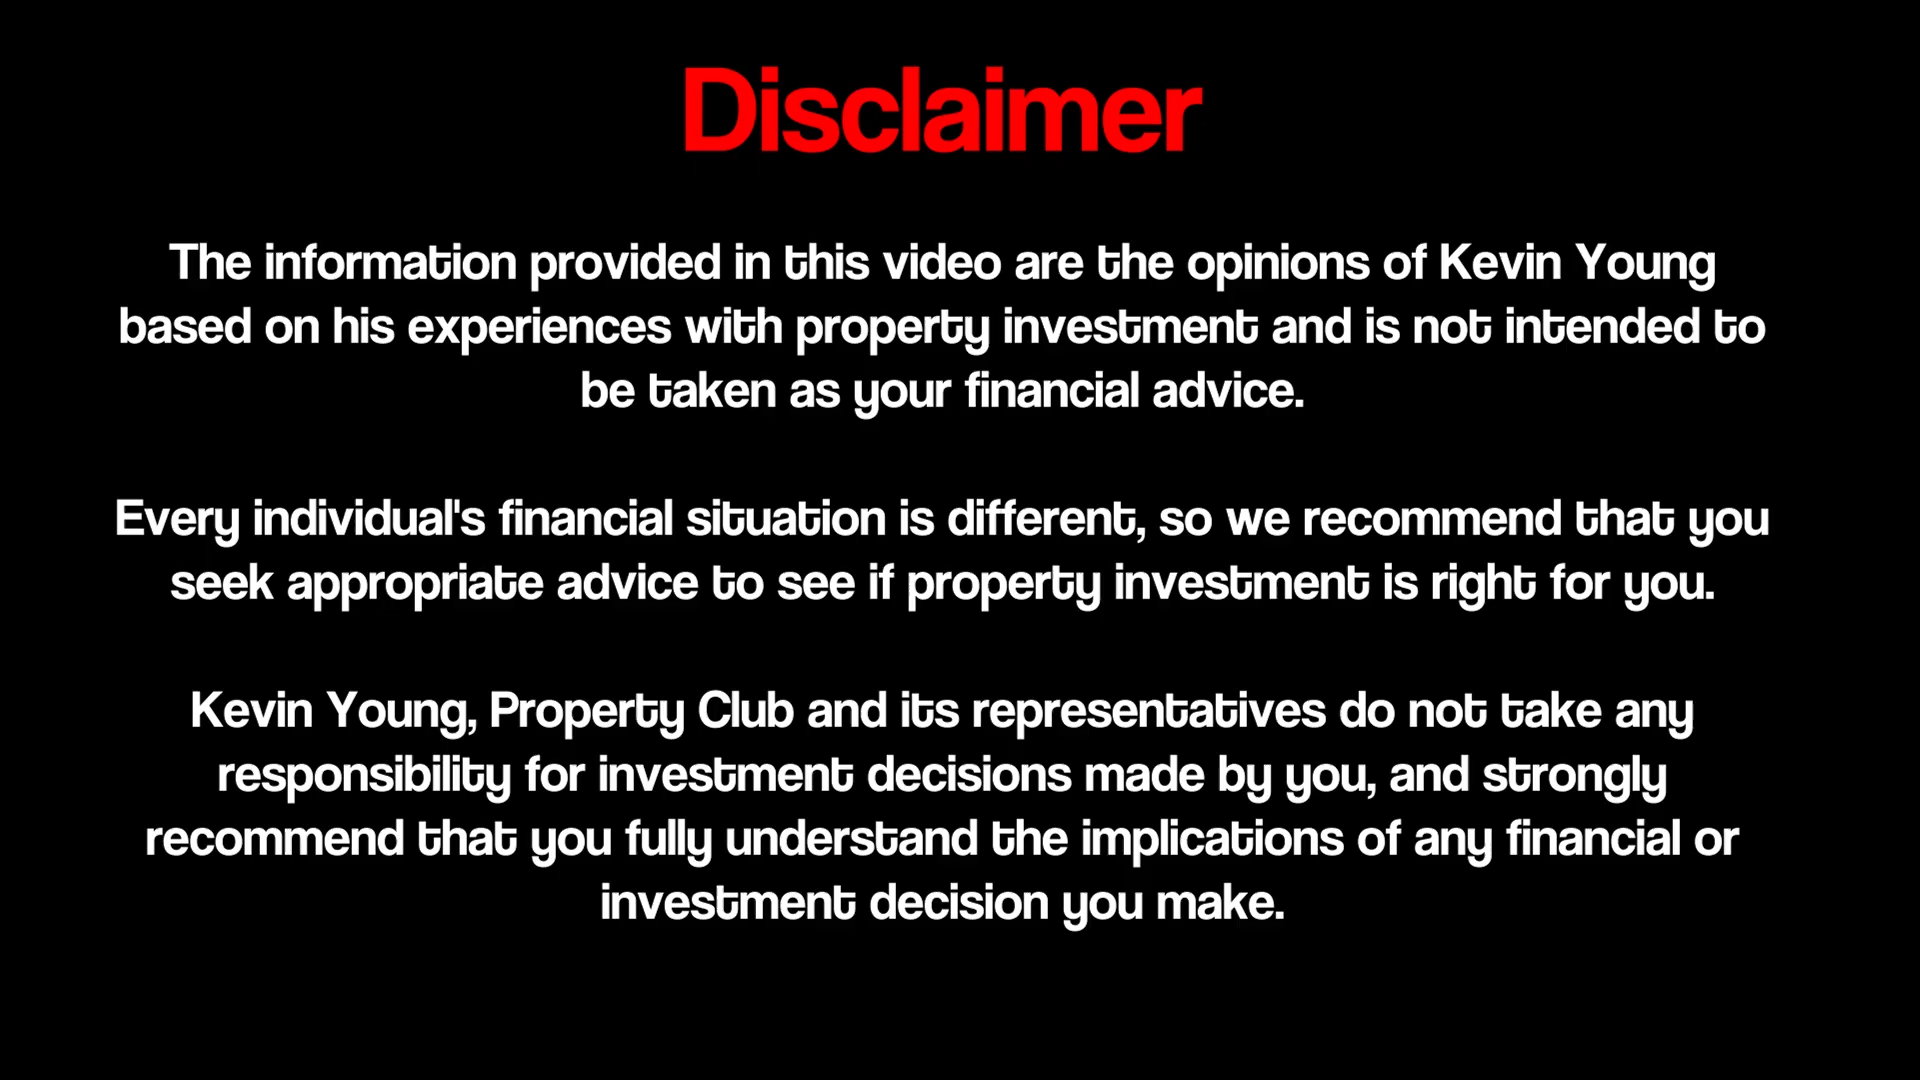 Disclaimer
The information provided in this video are the opinions of Kevin Young
based on his experiences with property investment and is not intended to
be taken as your financial advice.
Every individual's financial situation is different, so we recommend that you
seek appropriate advice to see if property investment is right for you.
Kevin Young, Property Club and its representatives do not take any
responsibility for investment decisions made by you, and strongly
recommend that you fully understand the implications of any financial or
investment decision you make.